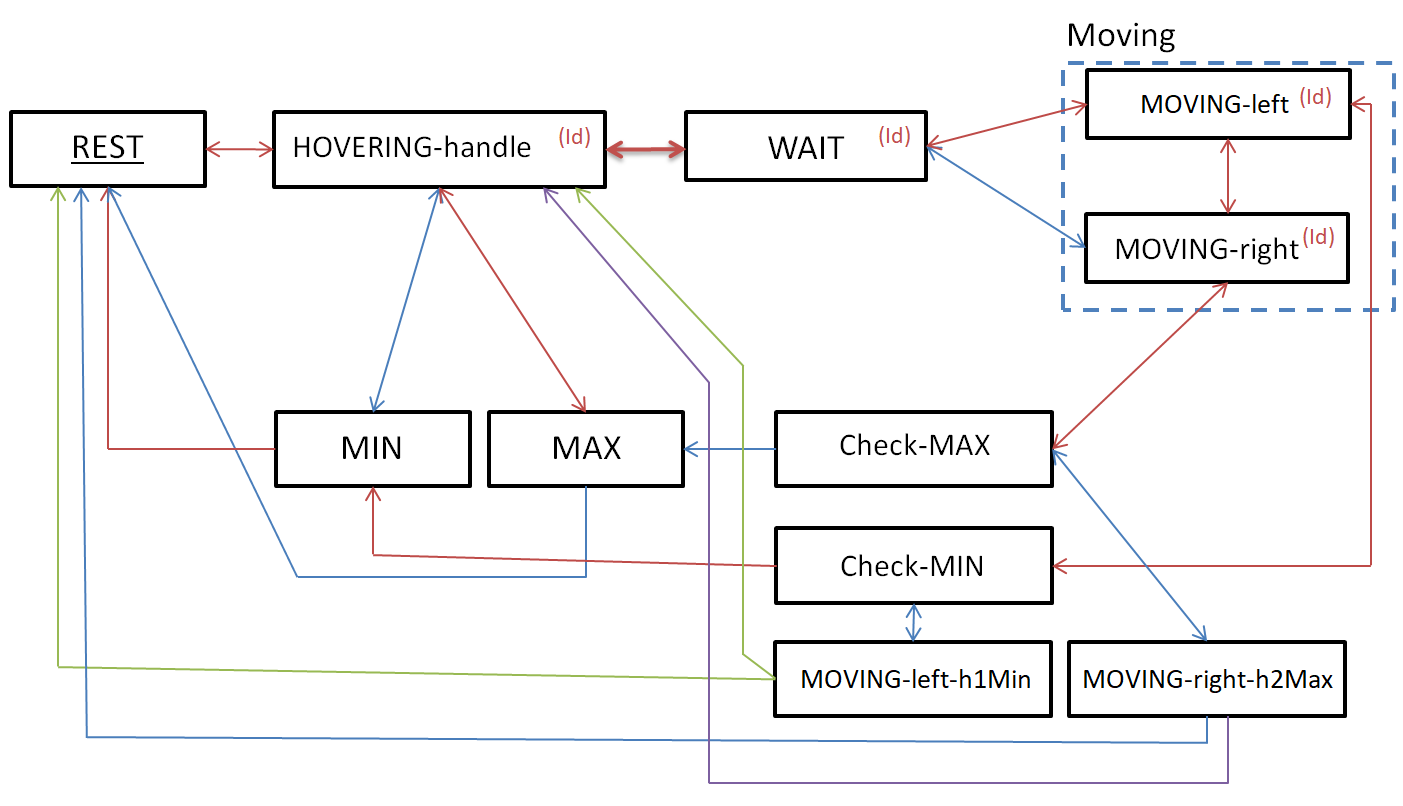 Moving
MOVING-left (Id)
REST
HOVERING-handle (Id)
WAIT (Id)
MOVING-right (Id)
MIN
MAX
Check-MAX
Check-MIN
MOVING-left-h1Min
MOVING-right-h2Max